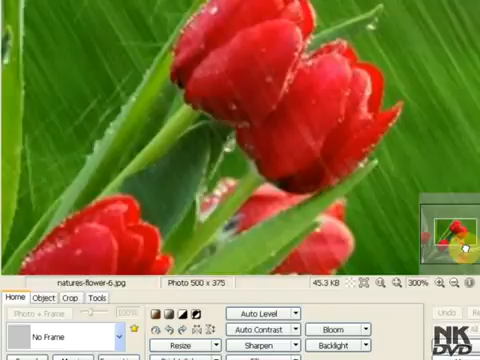 natures-flower-6.jpg Photo 500 x 375 45.3 KB 300%
Home Object Crop Tools Undo
Photo + Frame 100%
No Frame
Auto Level
Auto Contrast Bloom
Resize Sharpen Backlight
NK
DVD